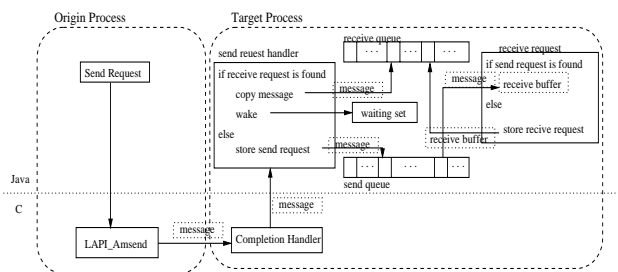 Origin Process
Target Process
receive queue
send reuest handler
receive request
if receive request is found
if send request is found
Send Request
message
message
receive buffer
copy message
wake
waiting set
else
else
message
store recive request
receive buffer
store send request
send queue
Java
C
message
message
LAPI_Amsend
Completion Handler